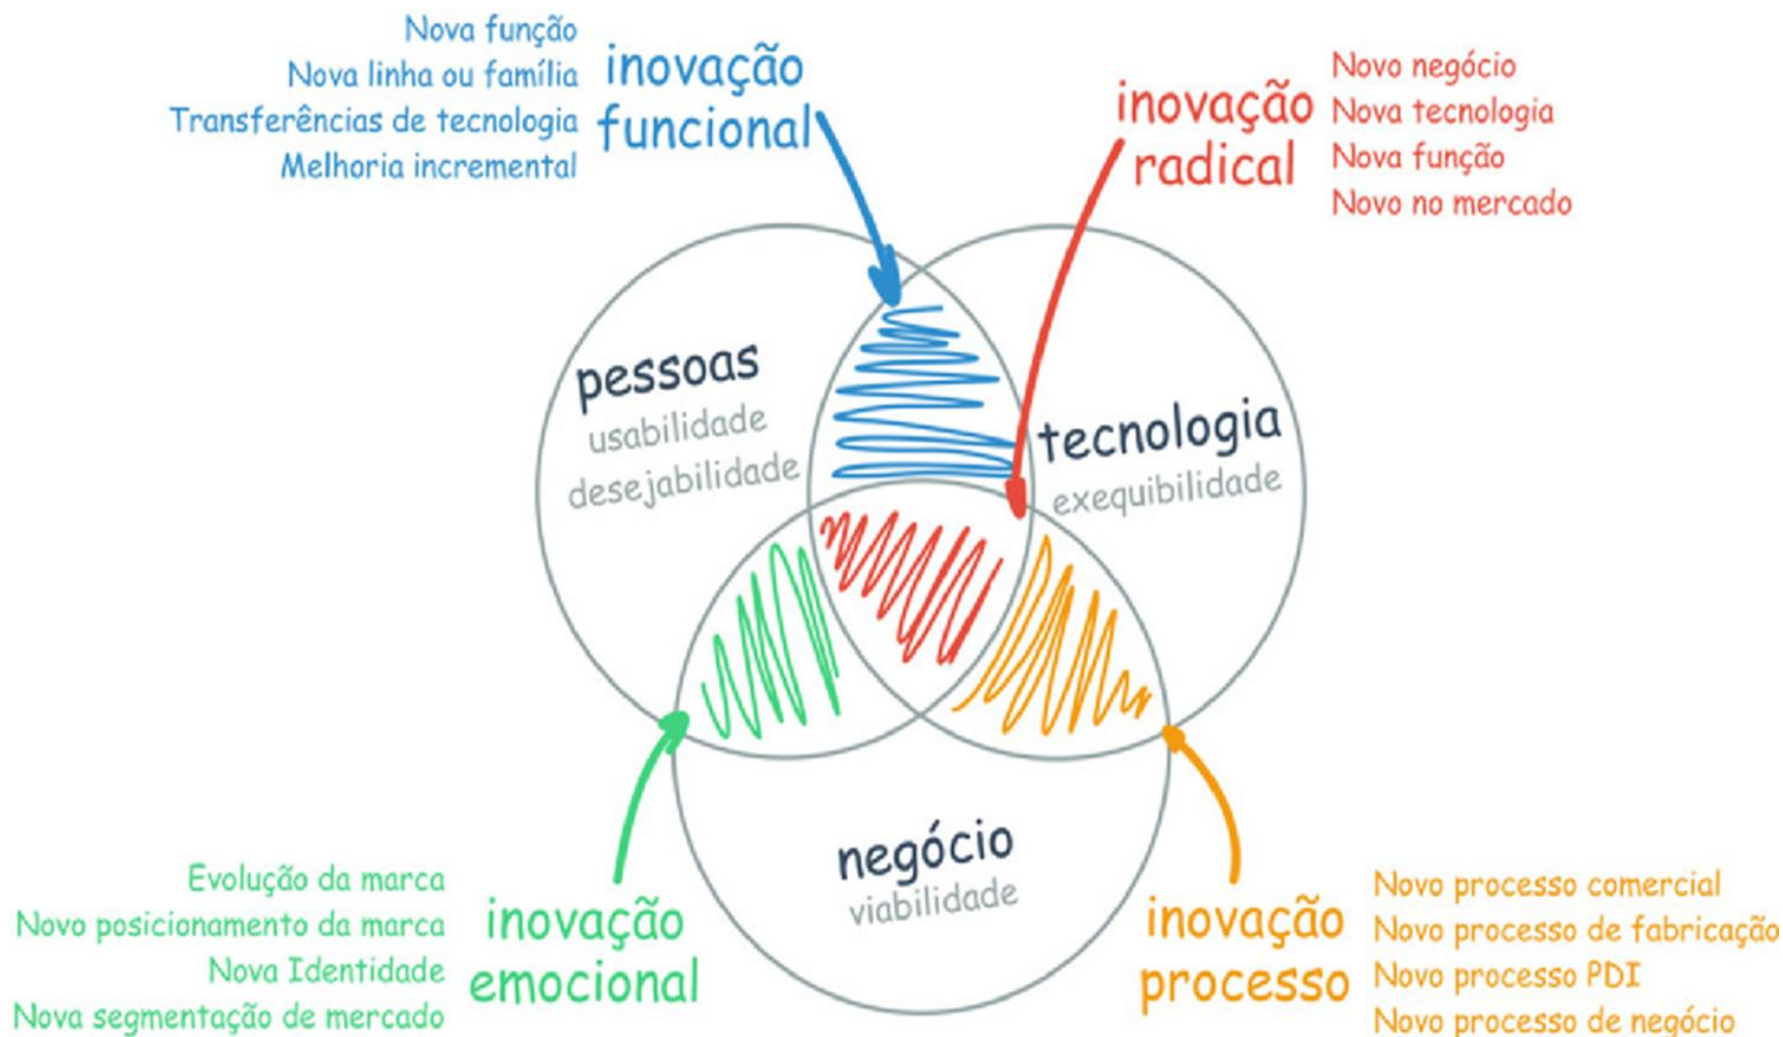 Nova função
Nova linha ou família
Transferências de tecnologia
Melhoria incremental
inovação
funcional
inovação
radical
Novo negócio
Nova tecnologia
Nova função
Novo no mercado
pessoas
usabilidade
desejabilidade
tecnologia
exequibilidade
negócio
viabilidade
Evolução da marca
Novo posicionamento da marca
Nova Identidade
Nova segmentação de mercado
inovação
emocional
inovação
processo
Novo processo comercial
Novo processo de fabricação
Novo processo PDI
Novo processo de negócio